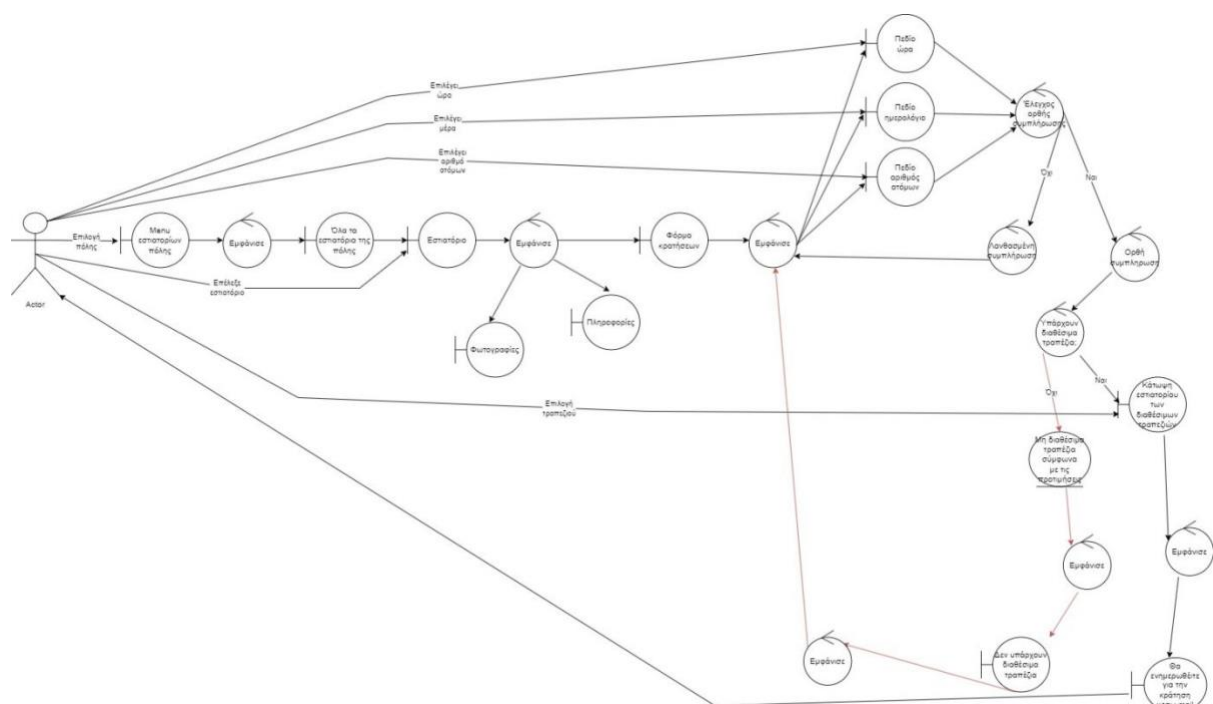 Πεδίο
ώρα
Επιλέγει
ώρα
Πεδίο
ημερολόγιο
Έλεγχος
ορθής
συμπλήρωσης
Επιλέγει
μέρα
Επιλέγει
αριθμό
ατόμων
Πεδίο
αριθμός
ατόμων
Όχι
Ναι
Επιλογή
πόλης
Menu
εστιατορίων
πόλης
Εμφάνισε
Όλα τα
εστιατόρια της
πόλης
Εστιατόριο
Εμφάνισε
Φόρμα
κρατήσεων
Εμφάνισε
Λανθασμένη
συμπλήρωση
Ορθή
συμπληρωση
Επέλεξε
εστιατόριο
Actor
Φωτογραφίες
Πληροφορίες
Υπάρχουν
διαθέσιμα
τραπέζια;
Όχι
Ναι
Επιλογή
τραπεζιού
Κάτωψη
εστιατορίου
των
διαθέσιμων
τραπεζιών
Μη διαθέσιμα
τραπέζια
σύμφωνα
με τις
προτιμήσεις
Εμφάνισε
Εμφάνισε
Εμφάνισε
Δεν υπάρχουν
διαθέσιμα
τραπέζια
Θα
ενημερωθείτε
για την
κράτηση